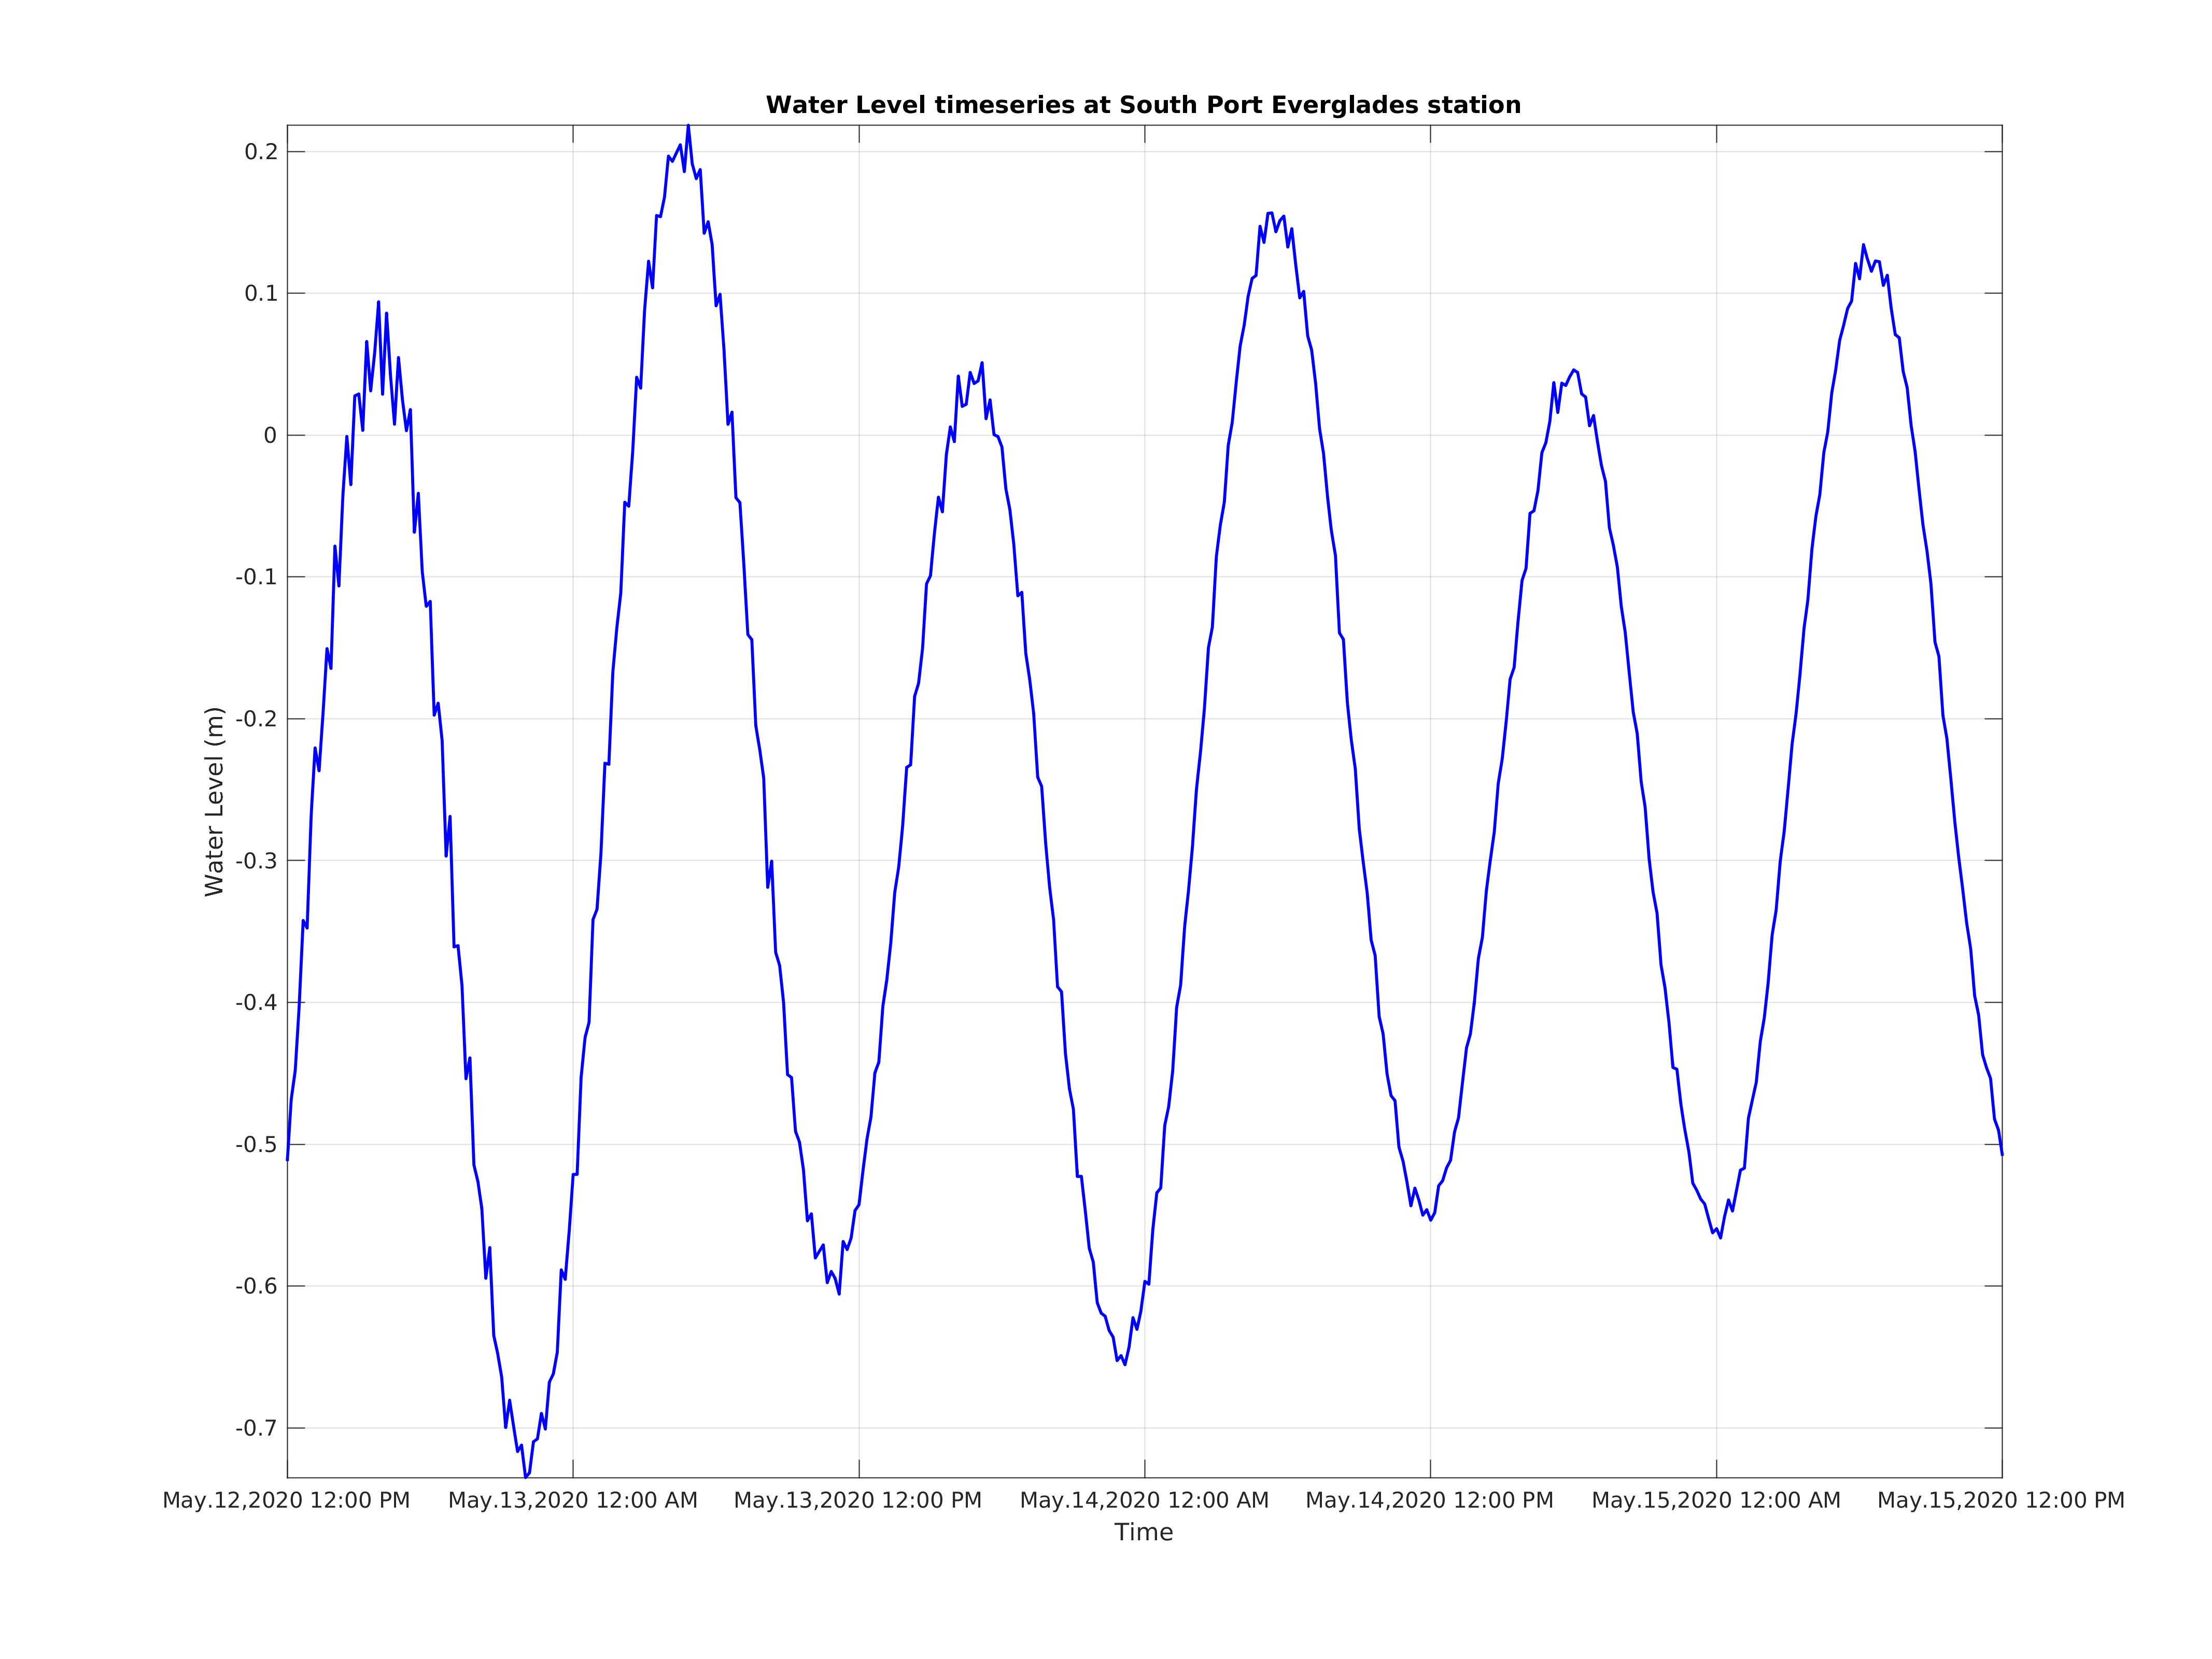 Water Level timeseries at South Port Everglades station
0.2
0.1
0
-0.1
-0.2
-0.3
-0.4
-0.5
-0.6
-0.7
Water Level (m)
May.12,2020 12:00 PM May.13,2020 12:00 AM May.13,2020 12:00 PM May.14,2020 12:00 AM May.14,2020 12:00 PM May.15,2020 12:00 AM May.15,2020 12:00 PM
Time